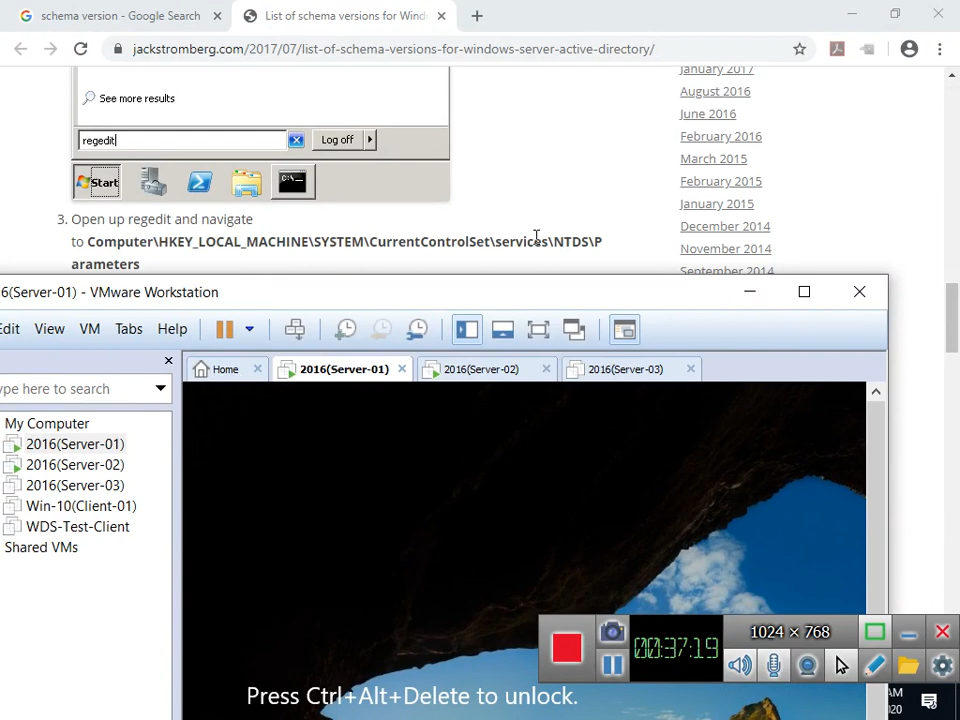 schema version - Google Search
List of schema versions for Wind
jackstromberg.com/2017/07/list-of-schema-versions-for-windows-server-active-directory/
See more results
regedit
Log off
Start
C:\_
3. Open up regedit and navigate
to Computer\HKEY_LOCAL_MACHINE\SYSTEM\CurrentControlSet\services\NTDS\P
arameters
January 2017
August 2016
June 2016
February 2016
March 2015
February 2015
January 2015
December 2014
November 2014
September 2014
6(Server-01) - VMware Workstation
Edit View VM Tabs Help
ype here to search
Home
2016(Server-01)
2016(Server-02)
2016(Server-03)
My Computer
2016(Server-01)
2016(Server-02)
2016(Server-03)
Win-10(Client-01)
WDS-Test-Client
Shared VMs
Press Ctrl+Alt+Delete to unlock.
00:37:19
1024 × 768
AM
020